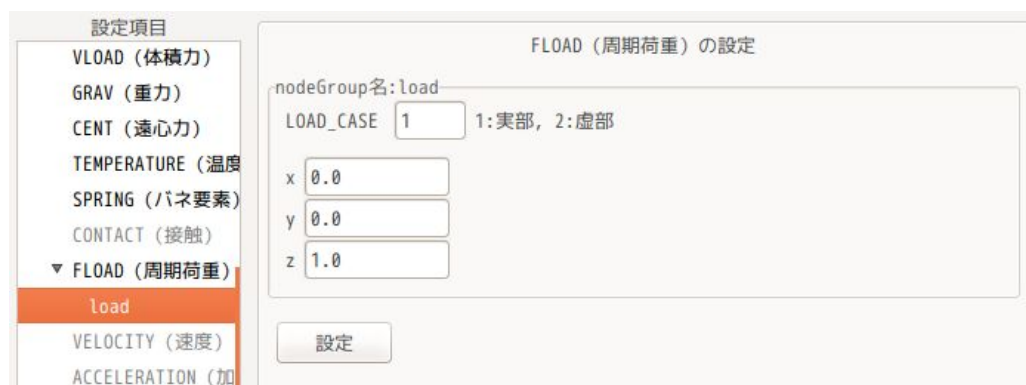 設定項目
VLOAD (体積力)
GRAV (重力)
CENT (遠心力)
TEMPERATURE (温度
SPRING (バネ要素)
CONTACT (接触)
▼ FLOAD (周期荷重)
load
VELOCITY (速度)
ACCELERATION (加
FLOAD (周期荷重) の設定
nodeGroup名:load
LOAD_CASE 1 1:実部, 2:虚部
x 0.0
y 0.0
z 1.0
設定